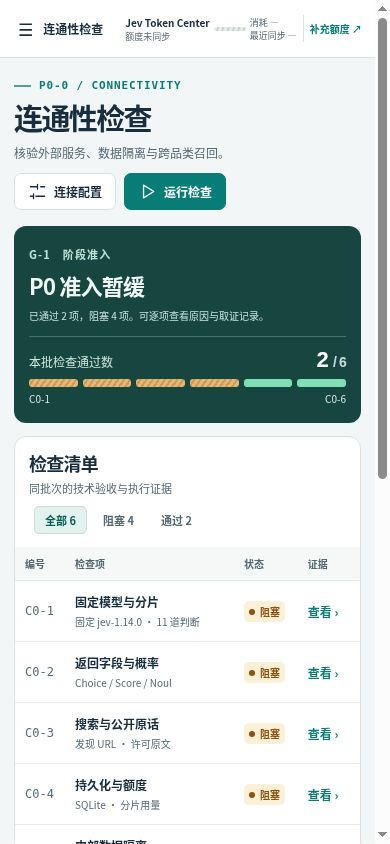 连通性检查
Jev Token Center
额度未同步
消耗 —
最近同步 —
补充额度 ↗
P0-0 / CONNECTIVITY
连通性检查
核验外部服务、数据隔离与跨品类召回。
连接配置
运行检查
G-1 阶段准入
P0 准入暂缓
已通过 2 项，阻塞 4 项。可逐项查看原因与取证记录。
本批检查通过数
2 / 6
C0-1
C0-6
检查清单
同批次的技术验收与执行证据
全部 6
阻塞 4
通过 2
编号 检查项 状态 证据
C0-1 固定模型与分片 阻塞 查看 ›
固定 jev-1.14.0 · 11 道判断
C0-2 返回字段与概率 阻塞 查看 ›
Choice / Score / Noul
C0-3 搜索与公开原话 阻塞 查看 ›
发现 URL · 许可原文
C0-4 持久化与额度 阻塞 查看 ›
SQLite · 分片用量